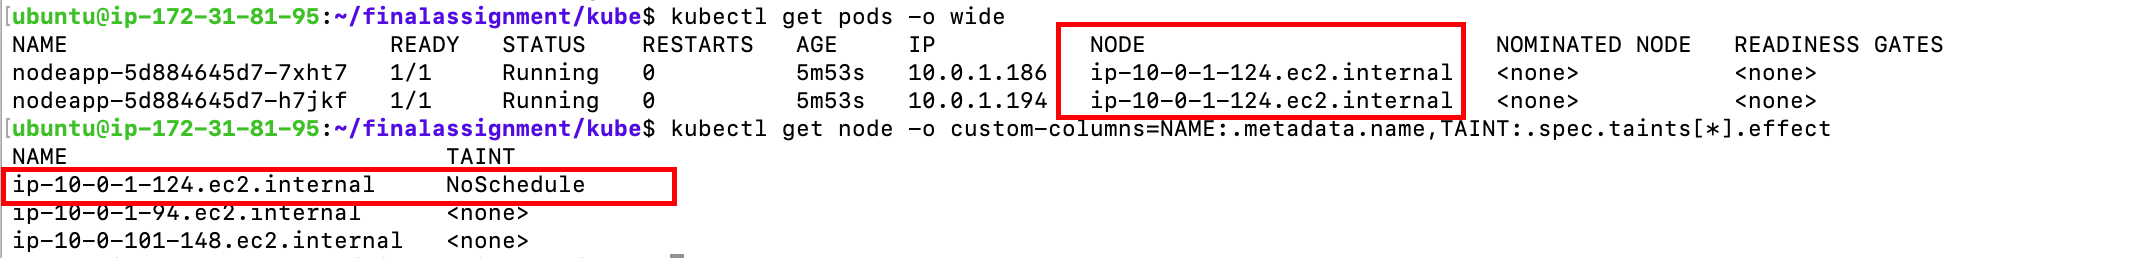 [ubuntu@ip-172-31-81-95:~/finalassignment/kube$ kubectl get pods -o wide
NAME READY STATUS RESTARTS AGE IP NODE NOMINATED NODE READINESS GATES
nodeapp-5d884645d7-7xht7 1/1 Running 0 5m53s 10.0.1.186 ip-10-0-1-124.ec2.internal <none> <none>
nodeapp-5d884645d7-h7jkf 1/1 Running 0 5m53s 10.0.1.194 ip-10-0-1-124.ec2.internal <none> <none>
[ubuntu@ip-172-31-81-95:~/finalassignment/kube$ kubectl get node -o custom-columns=NAME:.metadata.name,TAINT:.spec.taints[*].effect
NAME TAINT
ip-10-0-1-124.ec2.internal NoSchedule
ip-10-0-1-94.ec2.internal <none>
ip-10-0-101-148.ec2.internal <none>